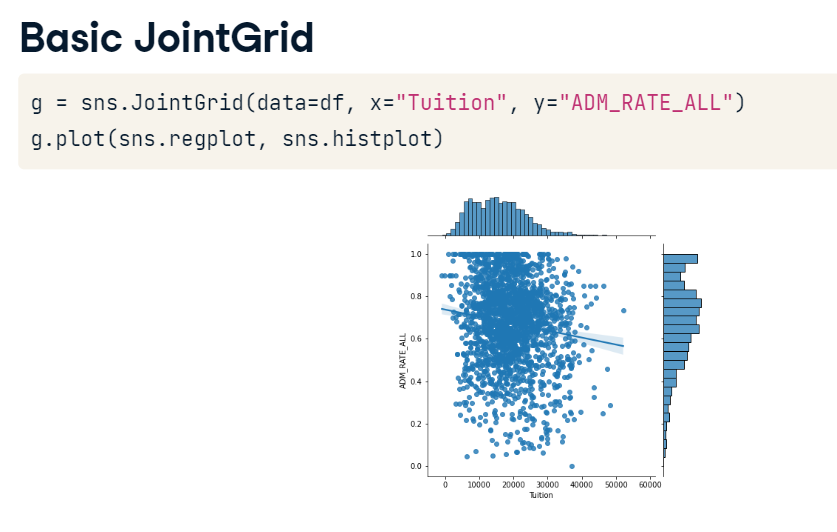 Basic JointGrid
g = sns.JointGrid(data=df, x="Tuition", y="ADM_RATE_ALL")
g.plot(sns.regplot, sns.histplot)
1.0
0.8
0.6
0.4
0.2
0.0
ADM_RATE_ALL
0 10000 20000 30000 40000 50000 60000
Tuition